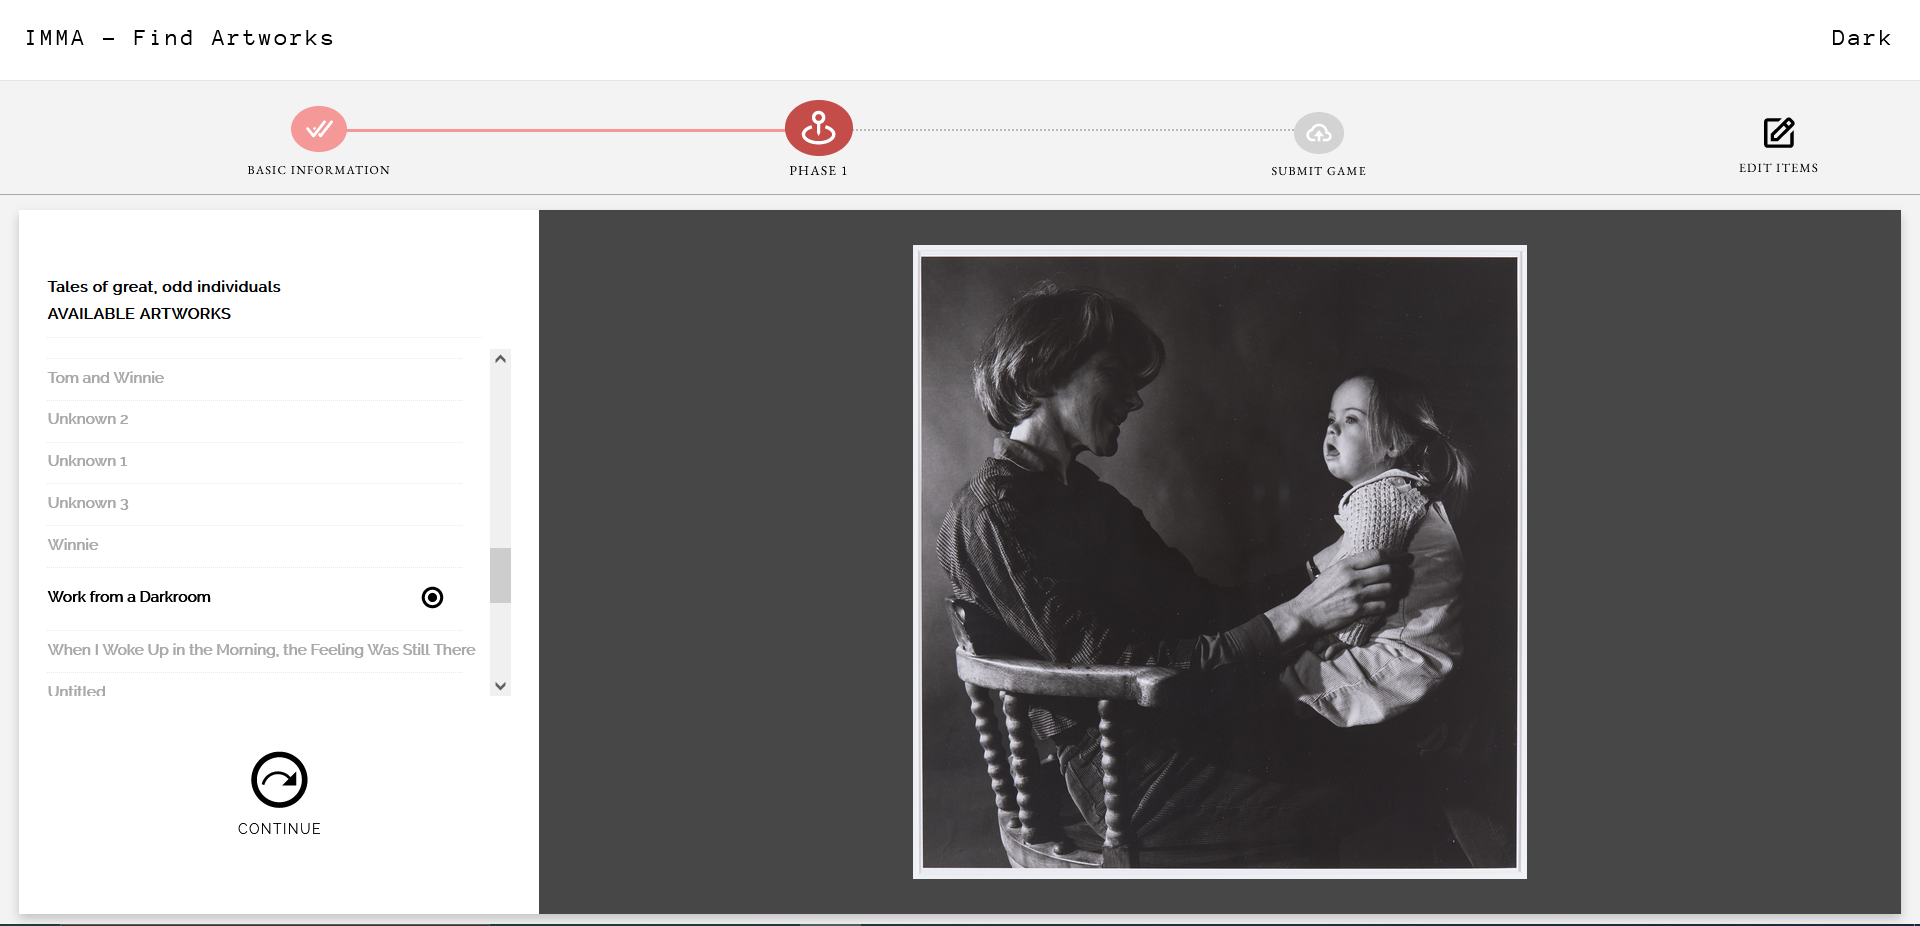 IMMA - Find Artworks
Dark
BASIC INFORMATION
PHASE 1
SUBMIT GAME
EDIT ITEMS
Tales of great, odd individuals
AVAILABLE ARTWORKS
Tom and Winnie
Unknown 2
Unknown 1
Unknown 3
Winnie
Work from a Darkroom
When I Woke Up in the Morning, the Feeling Was Still There
Untitled
CONTINUE